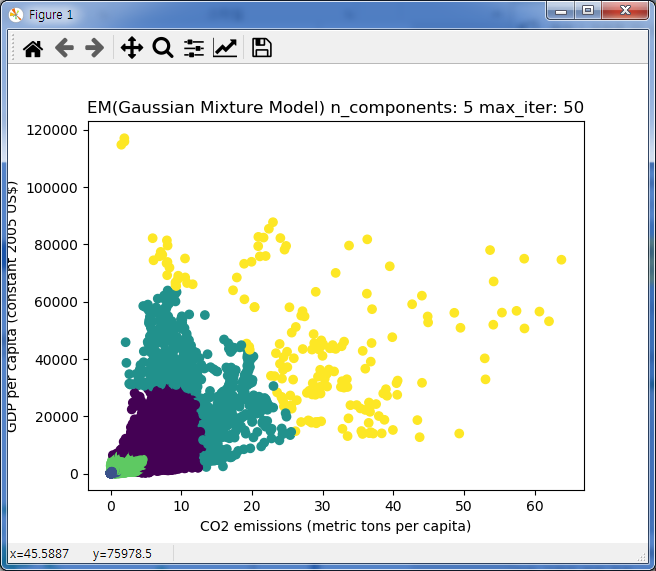 Figure 1
EM(Gaussian Mixture Model) n_components: 5 max_iter: 50
120000
100000
80000
60000
40000
20000
0
GDP per capita (constant 2005 US$)
0 10 20 30 40 50 60
CO2 emissions (metric tons per capita)
x=45.5887 y=75978.5